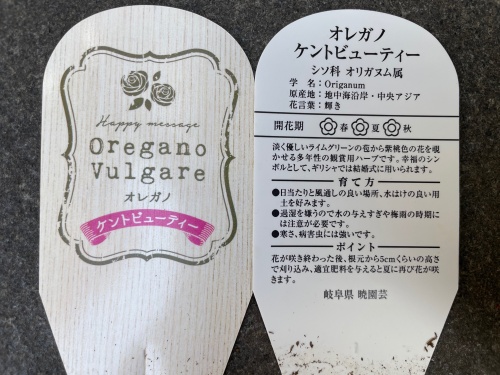 Happy message
Oregano
Vulgare
オレガノ
ケントビューティー
オレガノ
ケントビューティー
シソ科 オリガヌム属
学　名：Origanum
原産地：地中海沿岸・中央アジア
花言葉：輝き
開花期 春 夏 秋
淡く優しいライムグリーンの苞から紫桃色の花を覗
かせる多年性の観賞用ハーブです。幸福のシン
ボルとして、ギリシャでは結婚式に用いられます。
育て方
●日当たりと風通しの良い場所、水はけの良い用
土を好みます。
●過湿を嫌うので水の与えすぎや梅雨の時期に
は注意が必要です。
●寒さ、病害虫には強いです。
ポイント
花が咲き終わった後、根元から5cmくらいの高さ
で刈り込み、適宜肥料を与えると夏に再び花が咲
きます。
岐阜県 暁園芸